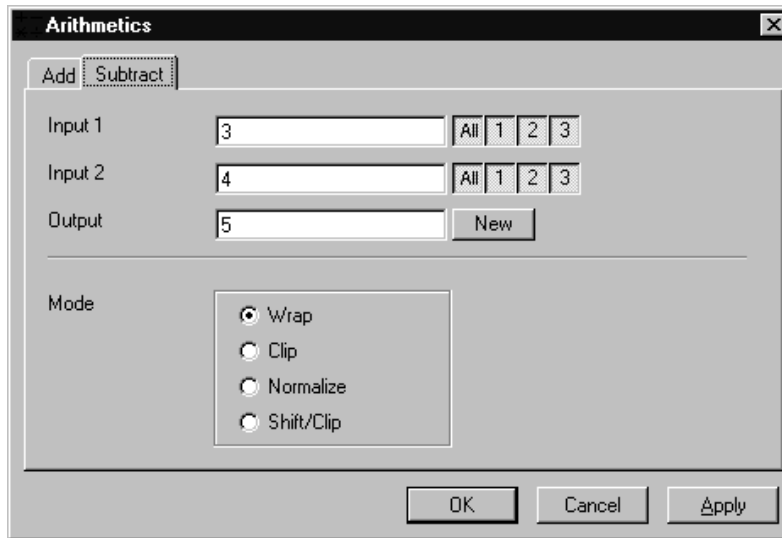 Arithmetics
Add Subtract
Input 1 3 All 1 2 3
Input 2 4 All 1 2 3
Output 5 New
Mode
Wrap
Clip
Normalize
Shift/Clip
OK Cancel Apply